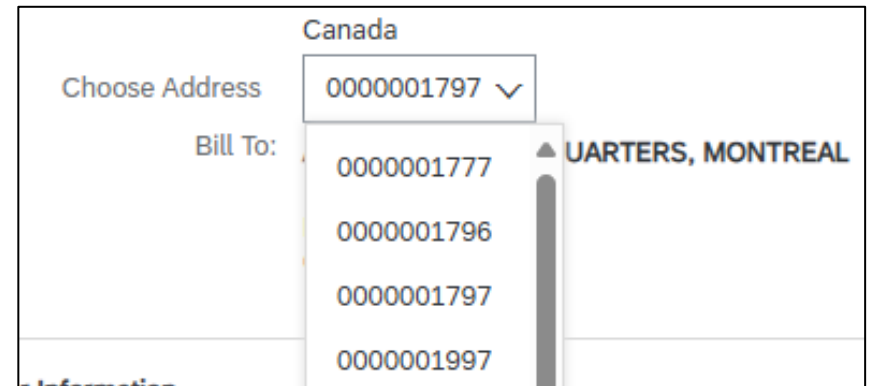 Canada
Choose Address 0000001797
Bill To: UARTERS, MONTREAL
0000001777
0000001796
0000001797
0000001997